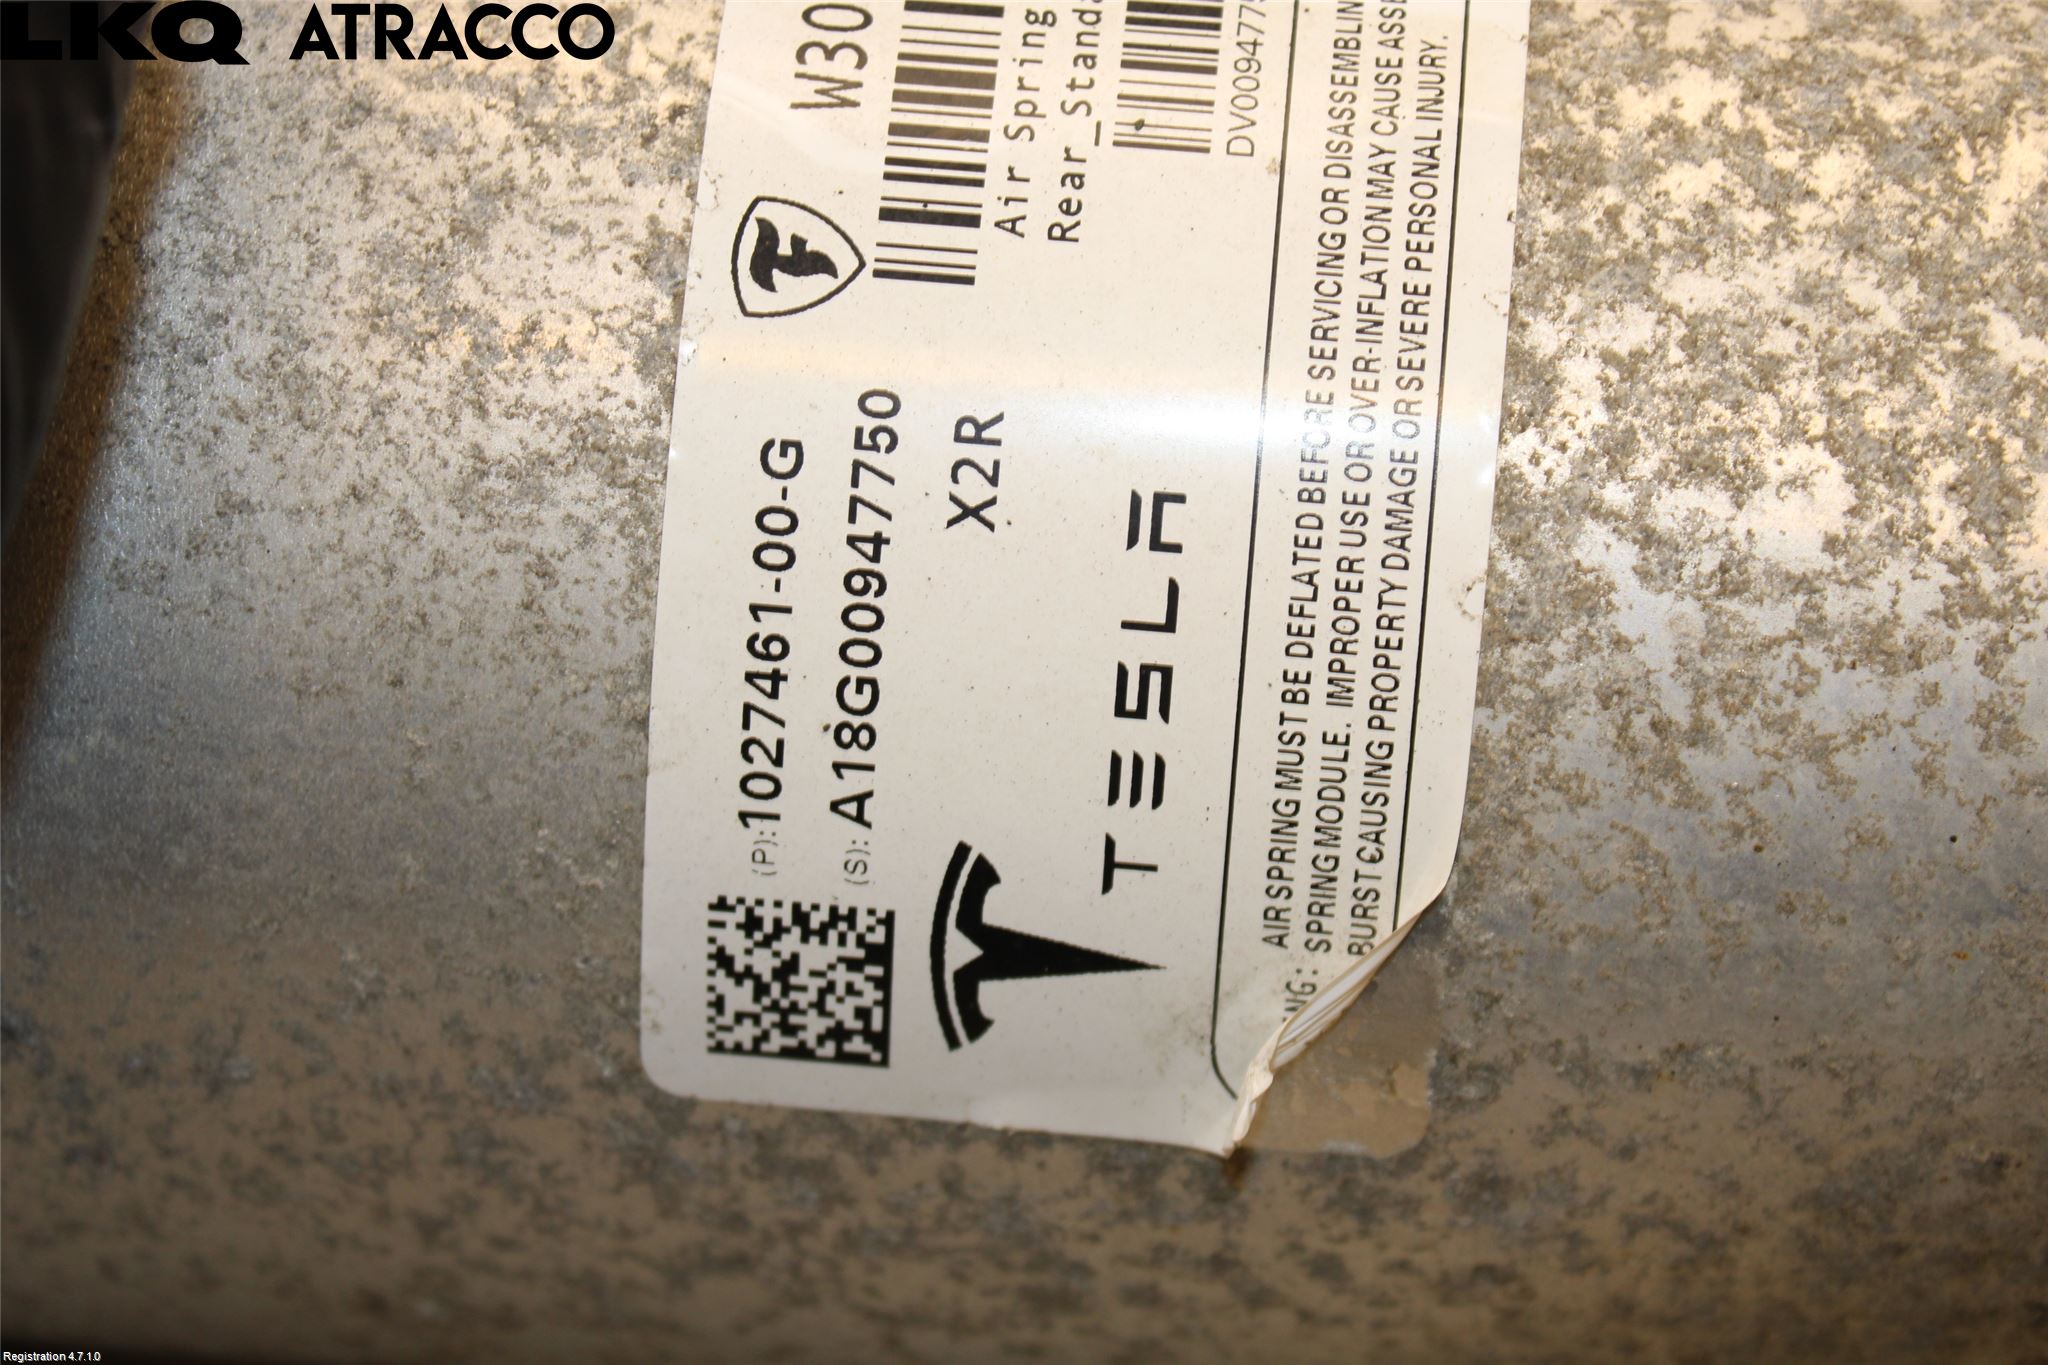 LKQ ATRACCO
(P):1027461-00-G
(S): A18G00947750
X2R
TESLA
W30
Air Spring
Rear_Standa
DV0094775
AIR SPRING MUST BE DEFLATED BEFORE SERVICING OR DISASSEMBLIN
NG: SPRING MODULE. IMPROPER USE OR OVER-INFLATION MAY CAUSE ASSE
BURST CAUSING PROPERTY DAMAGE OR SEVERE PERSONAL INJURY.
Registration 4.7.1.0